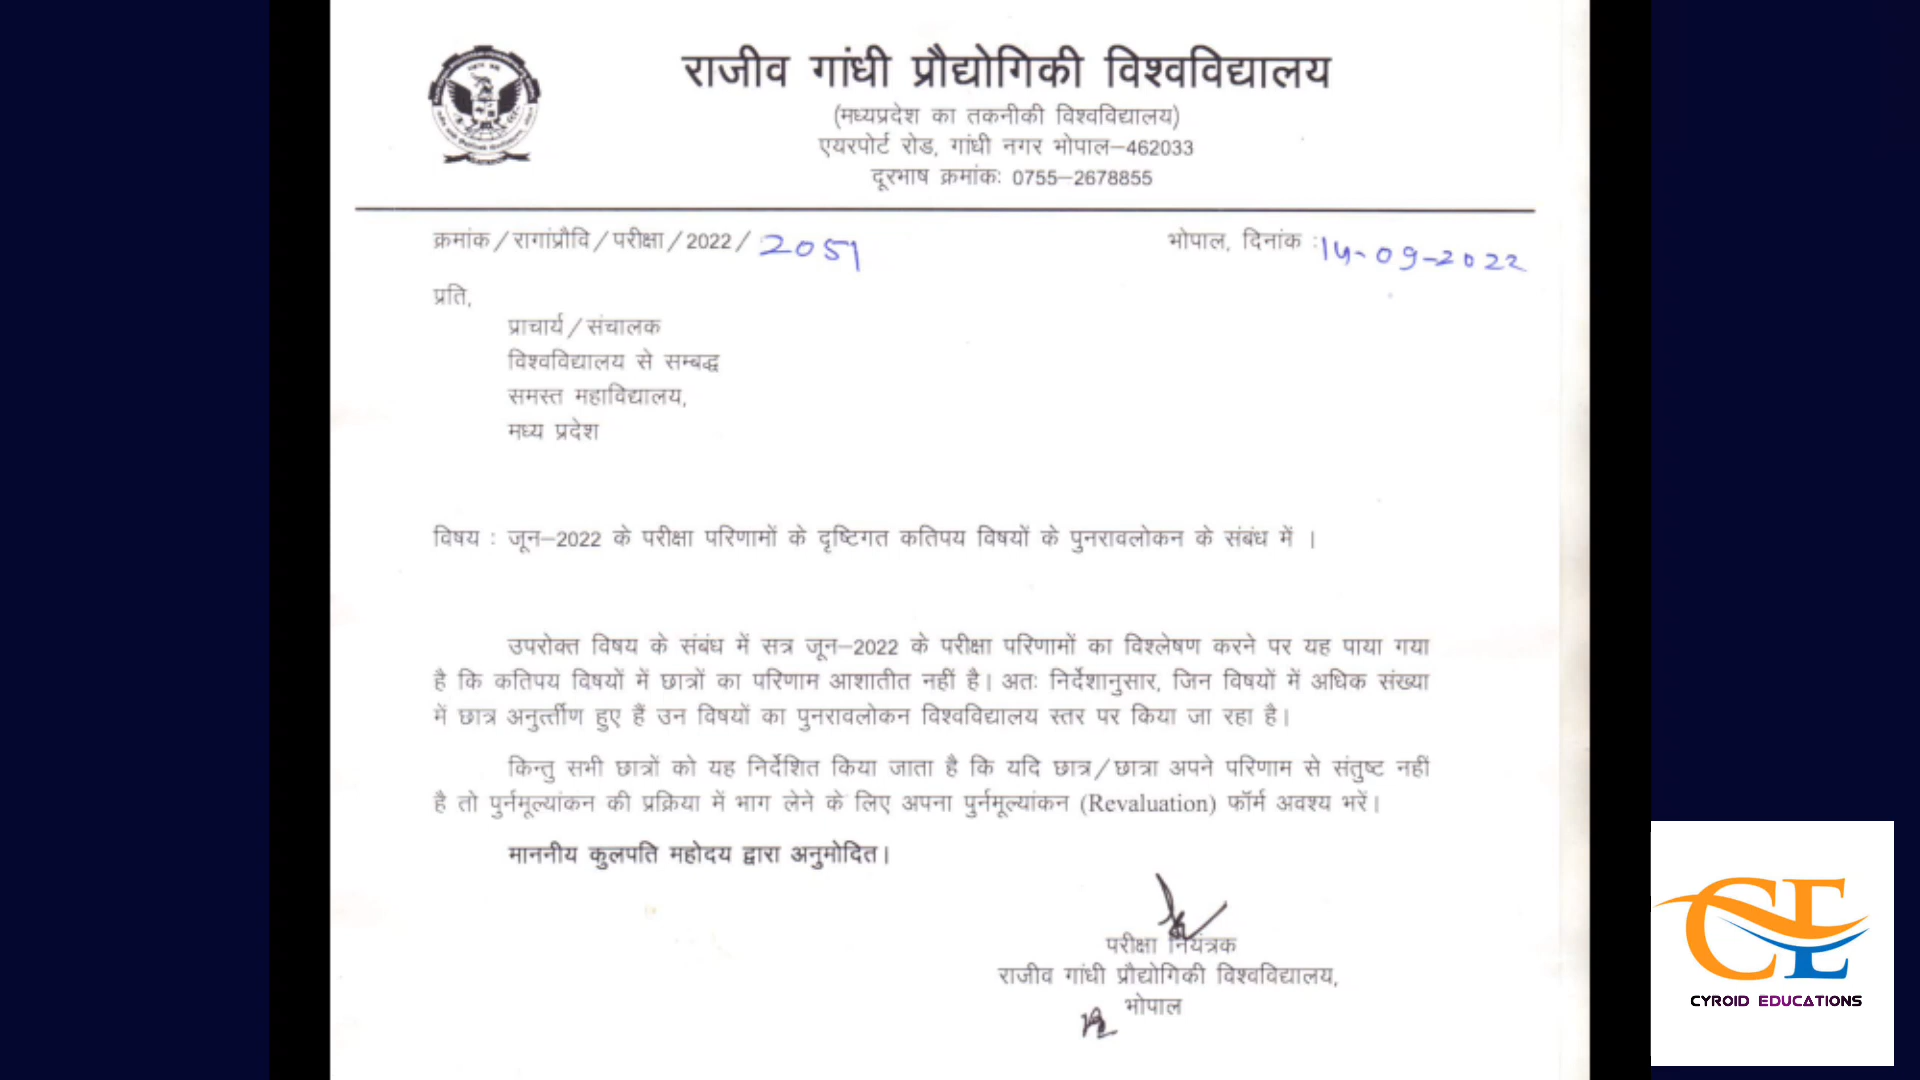 राजीव गांधी प्रौद्योगिकी विश्वविद्यालय
(मध्यप्रदेश का तकनीकी विश्वविद्यालय)
एयरपोर्ट रोड, गांधी नगर भोपाल–462033
दूरभाष क्रमांकः 0755–2678855
क्रमांक/रागांप्रौवि/परीक्षा/2022/ 2051 भोपाल, दिनांक :14-09-2022
प्रति,
प्राचार्य/संचालक
विश्वविद्यालय से सम्बद्ध
समस्त महाविद्यालय,
मध्य प्रदेश
विषय : जून–2022 के परीक्षा परिणामों के दृष्टिगत कतिपय विषयों के पुनरावलोकन के संबंध में ।
उपरोक्त विषय के संबंध में सत्र जून–2022 के परीक्षा परिणामों का विश्लेषण करने पर यह पाया गया
है कि कतिपय विषयों में छात्रों का परिणाम आशातीत नहीं है। अतः निर्देशानुसार, जिन विषयों में अधिक संख्या
में छात्र अनुर्त्तीण हुए हैं उन विषयों का पुनरावलोकन विश्वविद्यालय स्तर पर किया जा रहा है।
किन्तु सभी छात्रों को यह निर्देशित किया जाता है कि यदि छात्र/छात्रा अपने परिणाम से संतुष्ट नहीं
है तो पुर्नमूल्यांकन की प्रक्रिया में भाग लेने के लिए अपना पुर्नमूल्यांकन (Revaluation) फॉर्म अवश्य भरें।
माननीय कुलपति महोदय द्वारा अनुमोदित।
परीक्षा नियंत्रक
राजीव गांधी प्रौद्योगिकी विश्वविद्यालय,
भोपाल
CE
CYROID EDUCATIONS